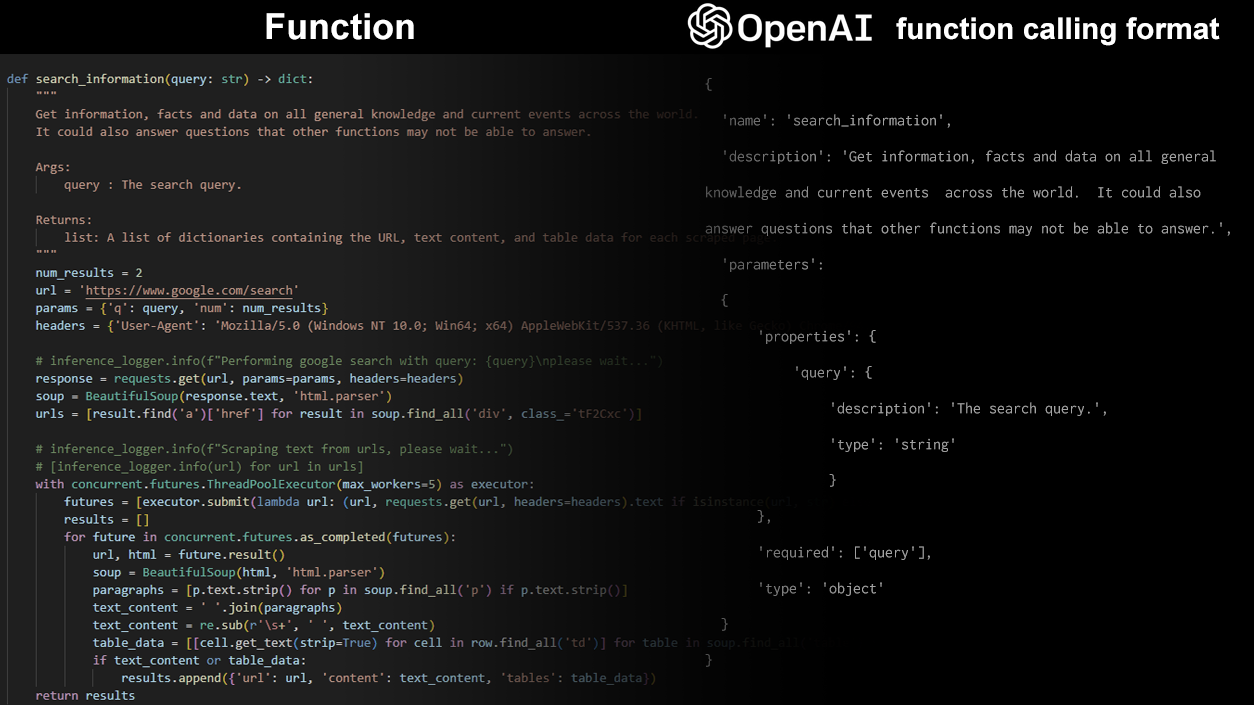 Function
OpenAI function calling format
def search_information(query: str) -> dict:
"""
Get information, facts and data on all general knowledge and current events across the world.
It could also answer questions that other functions may not be able to answer.
Args:
query : The search query.
Returns:
list: A list of dictionaries containing the URL, text content, and table data for each scraped
"""
num_results = 2
url = 'https://www.google.com/search'
params = {'q': query, 'num': num_results}
headers = {'User-Agent': 'Mozilla/5.0 (Windows NT 10.0; Win64; x64) AppleWebKit/537.36 (KHTML, like
# inference_logger.info(f"Performing google search with query: {query}\nplease wait...")
response = requests.get(url, params=params, headers=headers)
soup = BeautifulSoup(response.text, 'html.parser')
urls = [result.find('a')['href'] for result in soup.find_all('div', class_='tF2Cxc')]
# inference_logger.info(f"Scraping text from urls, please wait...")
# [inference_logger.info(url) for url in urls]
with concurrent.futures.ThreadPoolExecutor(max_workers=5) as executor:
futures = [executor.submit(lambda url: (url, requests.get(url, headers=headers).text if isinstance(url,
results = []
for future in concurrent.futures.as_completed(futures):
url, html = future.result()
soup = BeautifulSoup(html, 'html.parser')
paragraphs = [p.text.strip() for p in soup.find_all('p') if p.text.strip()]
text_content = ' '.join(paragraphs)
text_content = re.sub(r'\s+', ' ', text_content)
table_data = [[cell.get_text(strip=True) for cell in row.find_all('td')] for table in soup.find_all(
if text_content or table_data:
results.append({'url': url, 'content': text_content, 'tables': table_data})
return results
{
'name': 'search_information',
'description': 'Get information, facts and data on all general
knowledge and current events  across the world.  It could also
answer questions that other functions may not be able to answer.',
'parameters':
{
'properties': {
'query': {
'description': 'The search query.',
'type': 'string'
}
},
'required': ['query'],
'type': 'object'
}
}